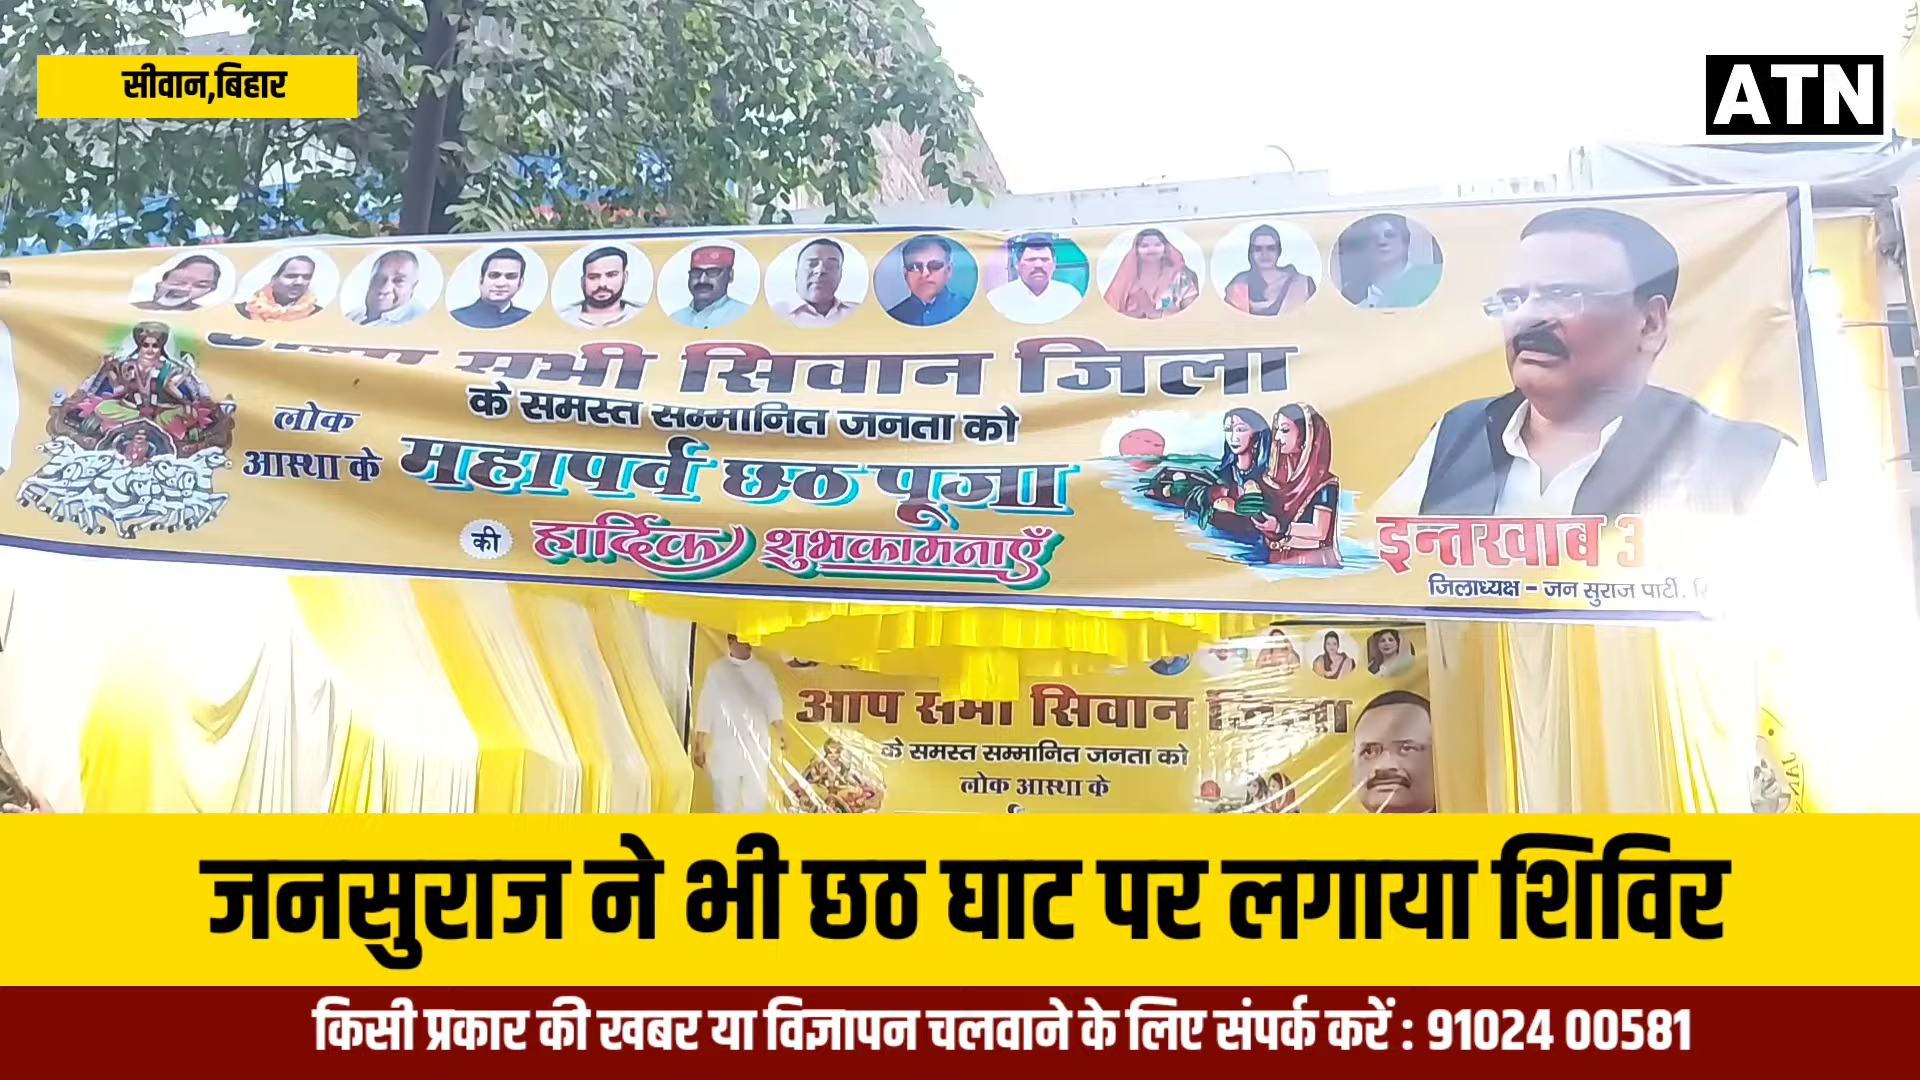 सीवान,बिहार
ATN
सभी सिवान जिला
के समस्त सम्मानित जनता को
लोक
आस्था के महापर्व छठ पूजा
की हार्दिक शुभकामनाएँ
इन्तखाब
जिलाध्यक्ष - जन सुराज पार्टी,
आप सभी सिवान जिला
के समस्त सम्मानित जनता को
लोक आस्था के
जनसुराज ने भी छठ घाट पर लगाया शिविर
किसी प्रकार की खबर या विज्ञापन चलवाने के लिए संपर्क करें : 91024 00581